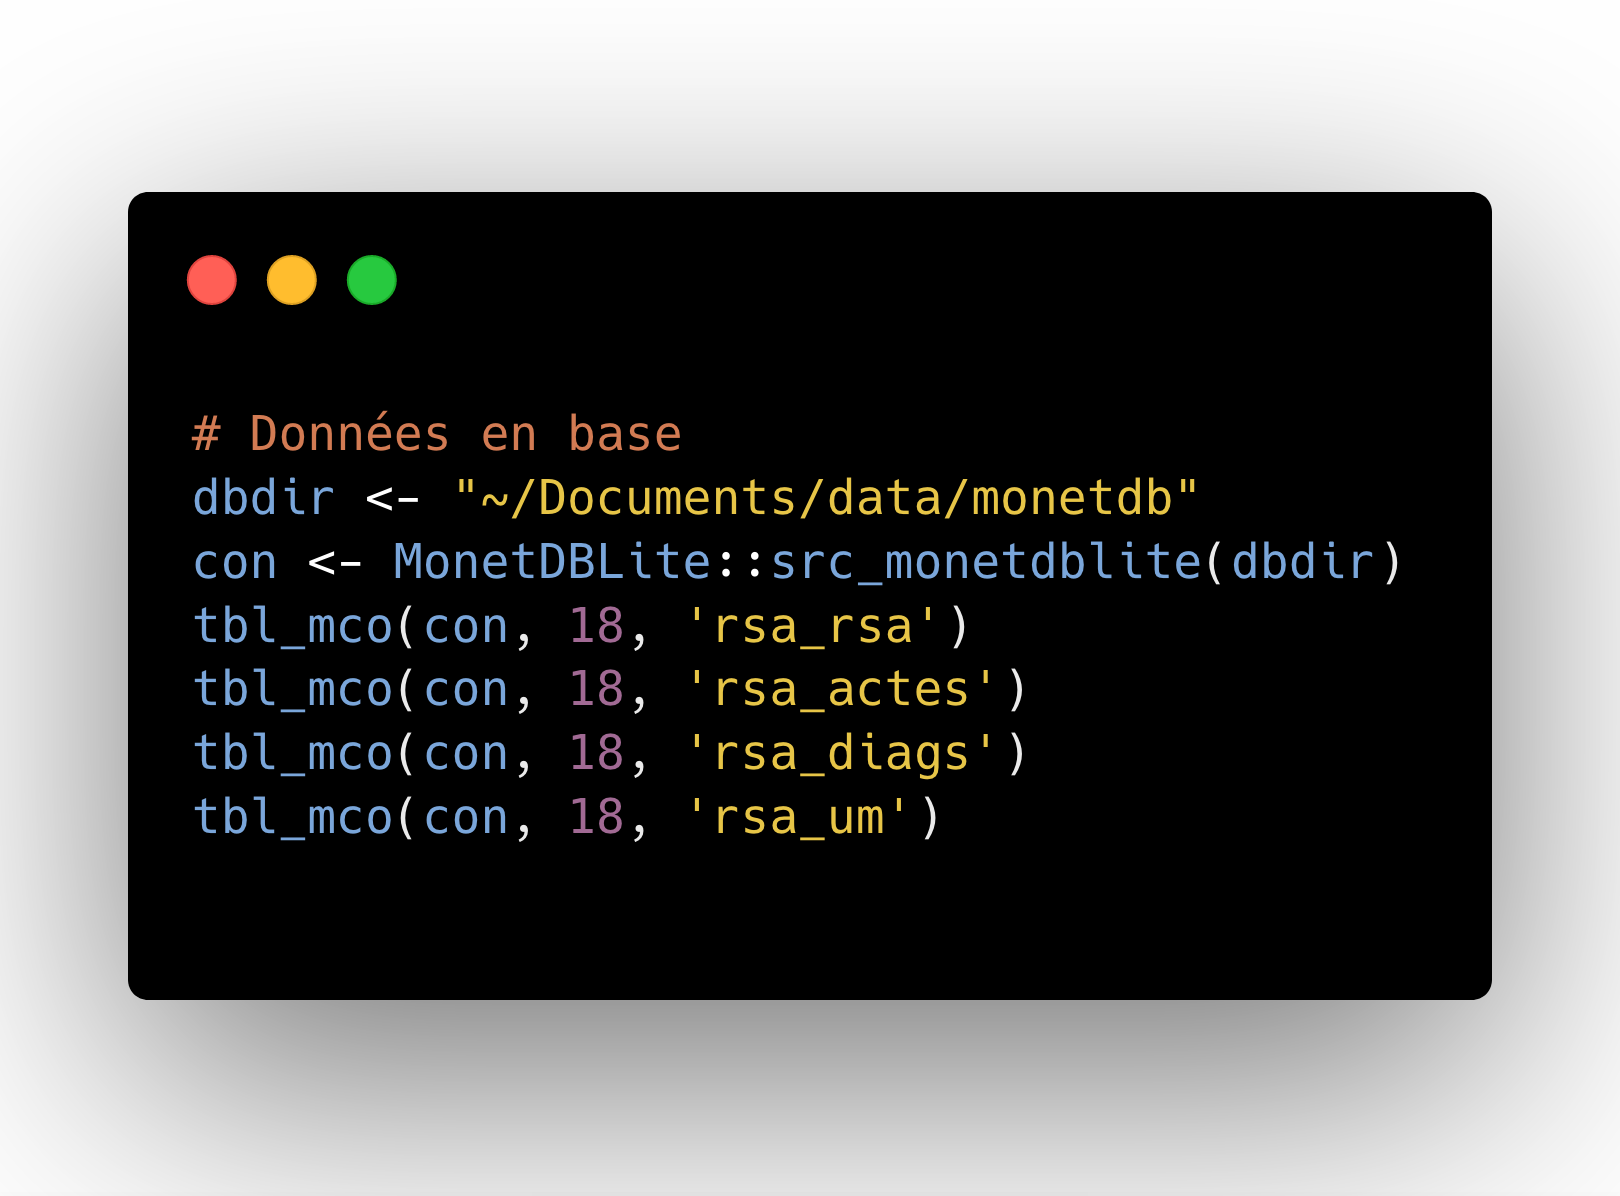 # Données en base
dbdir <- "~/Documents/data/monetdb"
con <- MonetDBLite::src_monetdblite(dbdir)
tbl_mco(con, 18, 'rsa_rsa')
tbl_mco(con, 18, 'rsa_actes')
tbl_mco(con, 18, 'rsa_diags')
tbl_mco(con, 18, 'rsa_um')